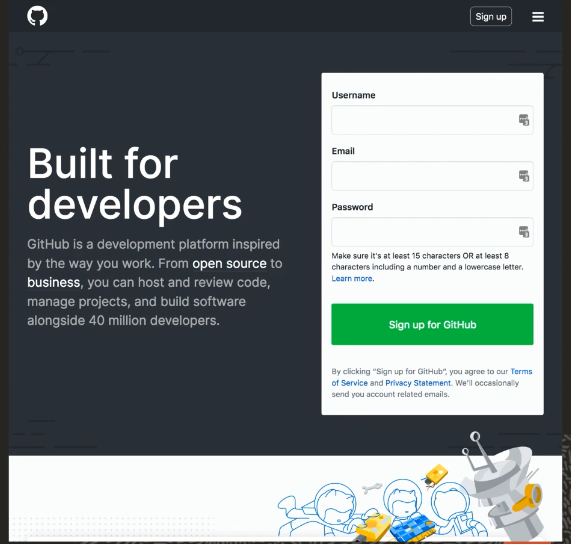 Sign up
Built for
developers
GitHub is a development platform inspired
by the way you work. From open source to
business, you can host and review code,
manage projects, and build software
alongside 40 million developers.
Username
Email
Password
Make sure it's at least 15 characters OR at least 8
characters including a number and a lowercase letter.
Learn more.
Sign up for GitHub
By clicking "Sign up for GitHub", you agree to our Terms
of Service and Privacy Statement. We'll occasionally
send you account related emails.